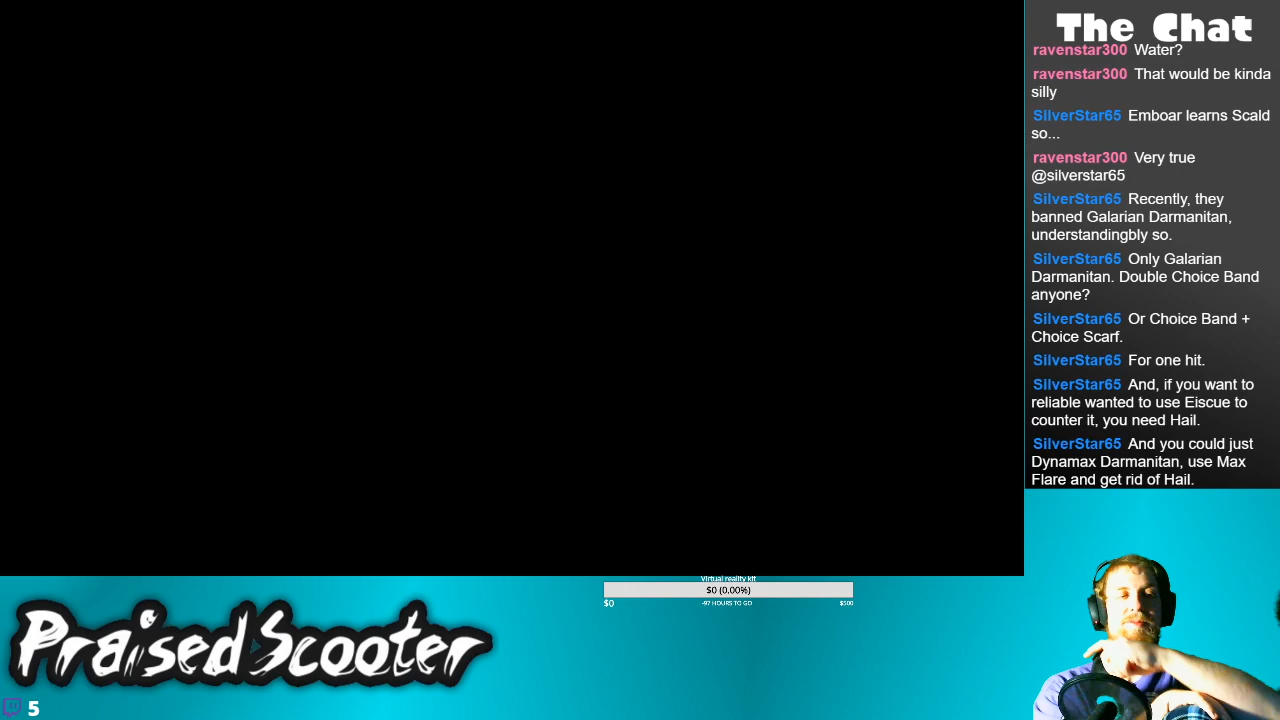 The Chat
ravenstar300 Water?
ravenstar300 That would be kinda
silly
SilverStar65 Emboar learns Scald
so...
ravenstar300 Very true
@silverstar65
SilverStar65 Recently, they
banned Galarian Darmanitan,
understandingbly so.
SilverStar65 Only Galarian
Darmanitan. Double Choice Band
anyone?
SilverStar65 Or Choice Band +
Choice Scarf.
SilverStar65 For one hit.
SilverStar65 And, if you want to
reliable wanted to use Eiscue to
counter it, you need Hail.
SilverStar65 And you could just
Dynamax Darmanitan, use Max
Flare and get rid of Hail.
Virtual reality kit
$0 (0.00%)
$0 -97 HOURS TO GO $500
PraisedScooter
5